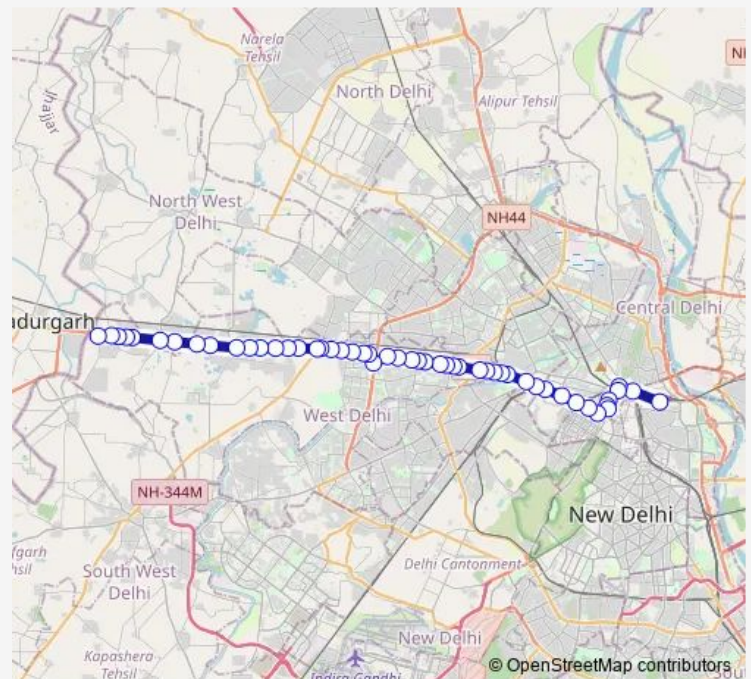 Narela
Tehsil
NH
North Delhi
Alipur Tehsil
Jhajjar
North West
Delhi
NH44
Central Delhi
adurgarh
West Delhi
NH-344M
New Delhi
South West
Delhi
Delhi Cantonment
New Delhi
Kapashera
Tehsil
Indira Gandhi
© OpenStreetMap contributors